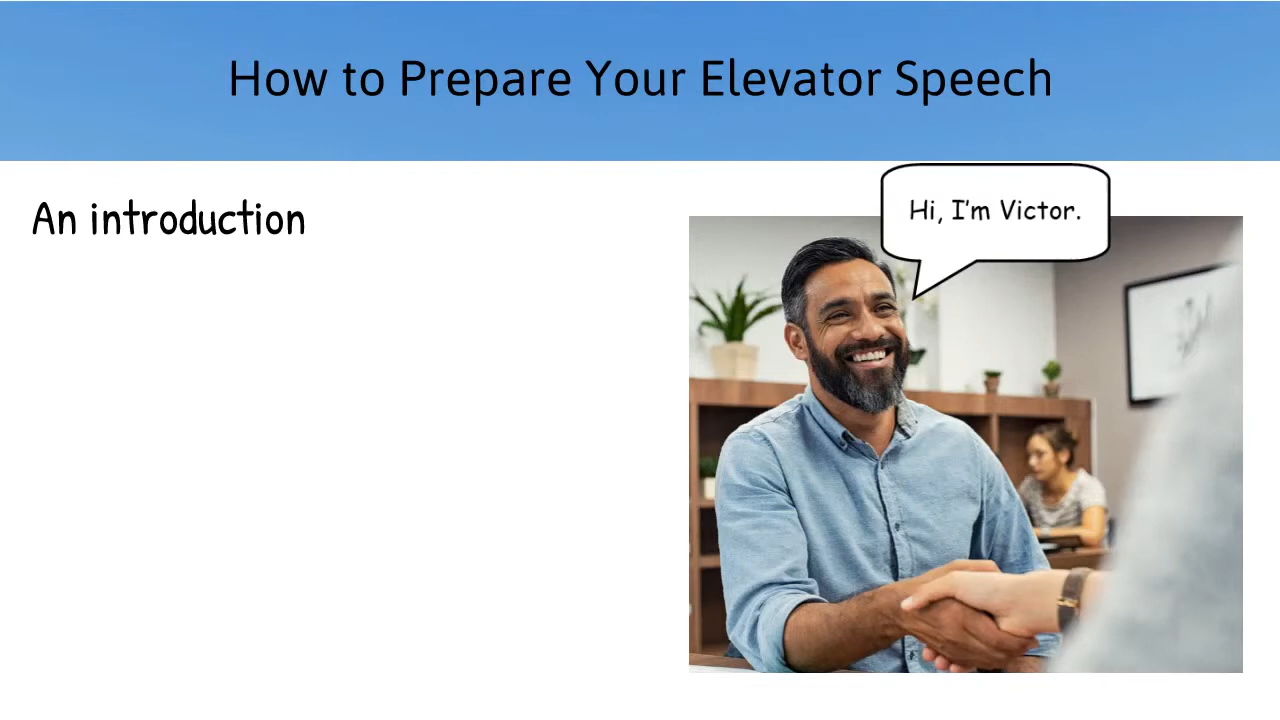 How to Prepare Your Elevator Speech
An introduction
Hi, I'm Victor.